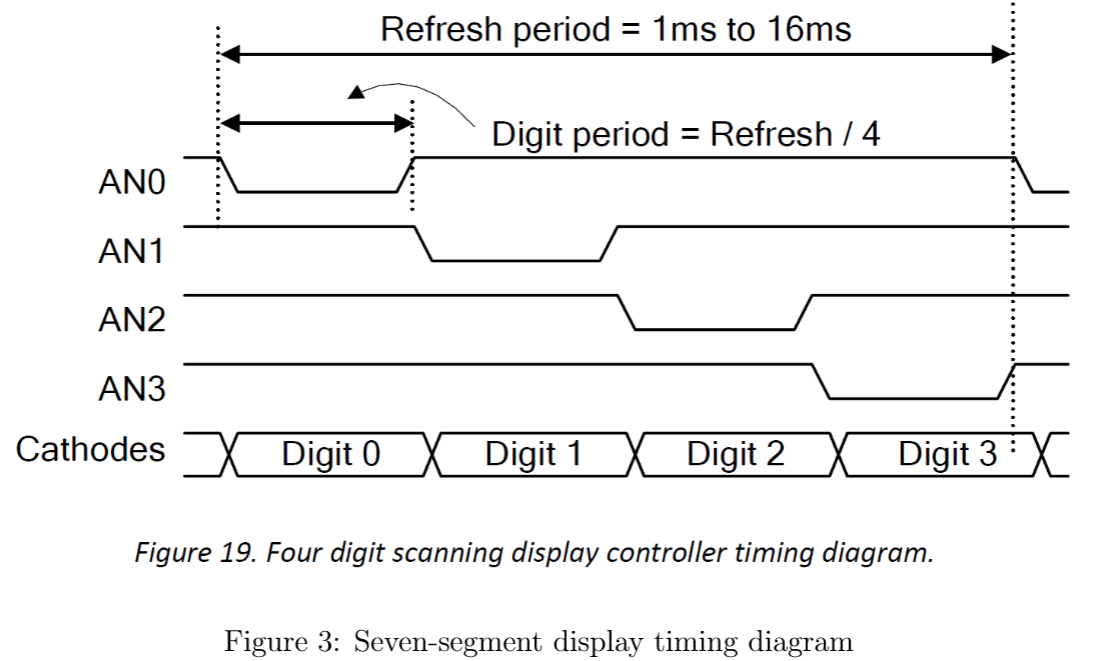 Refresh period = 1ms to 16ms
Digit period = Refresh / 4
AN0
AN1
AN2
AN3
Cathodes Digit 0 Digit 1 Digit 2 Digit 3
Figure 19. Four digit scanning display controller timing diagram.
Figure 3: Seven-segment display timing diagram